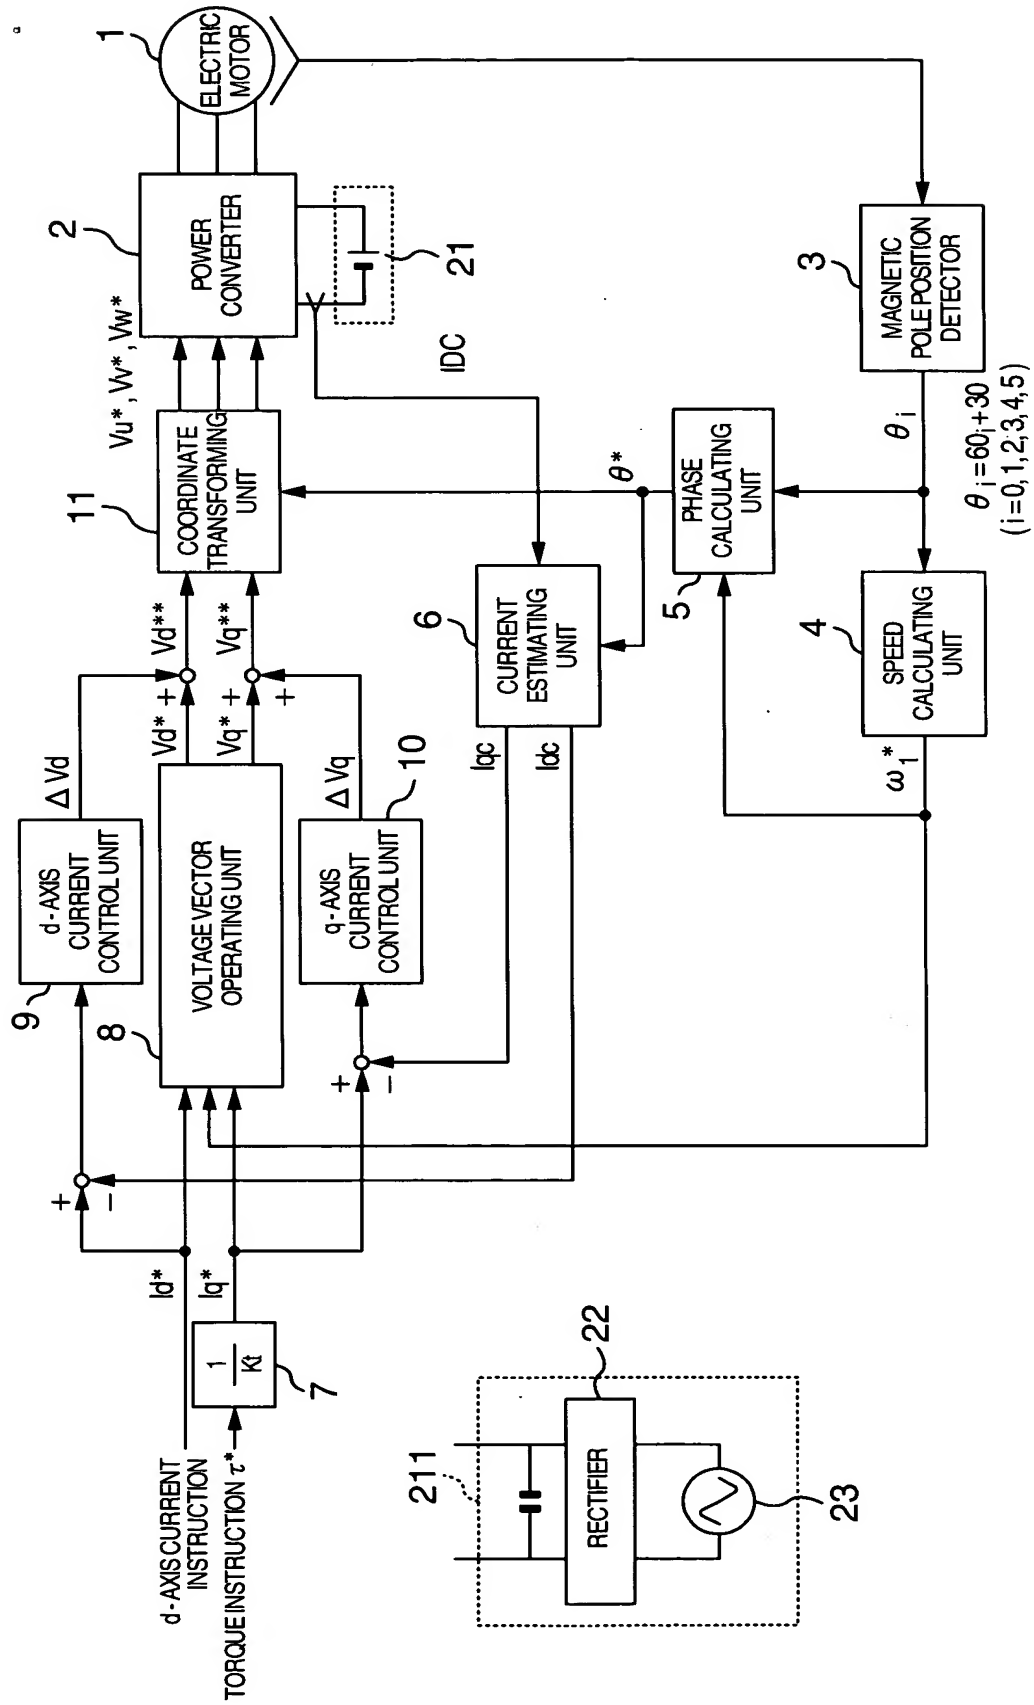 1
ELECTRIC
MOTOR
2
POWER
CONVERTER
21
Vu*, Vv*, Vw*
IDC
11
COORDINATE
TRANSFORMING
UNIT
Vd**
Vq**
+
+
+
Vd*
Vq*
ΔVd
ΔVq
9
d-AXIS
CURRENT
CONTROL UNIT
8
VOLTAGE VECTOR
OPERATING UNIT
10
q-AXIS
CURRENT
CONTROL UNIT
+
−
+
−
Id*
Iq*
1
Kt
7
d-AXIS CURRENT
INSTRUCTION
TORQUE INSTRUCTION τ*
6
CURRENT
ESTIMATING
UNIT
Iqc
Idc
θ*
5
PHASE
CALCULATING
UNIT
3
MAGNETIC
POLE POSITION
DETECTOR
θi
θi=60i+30
(i=0,1,2,3,4,5)
4
SPEED
CALCULATING
UNIT
ω1*
211
22
RECTIFIER
23